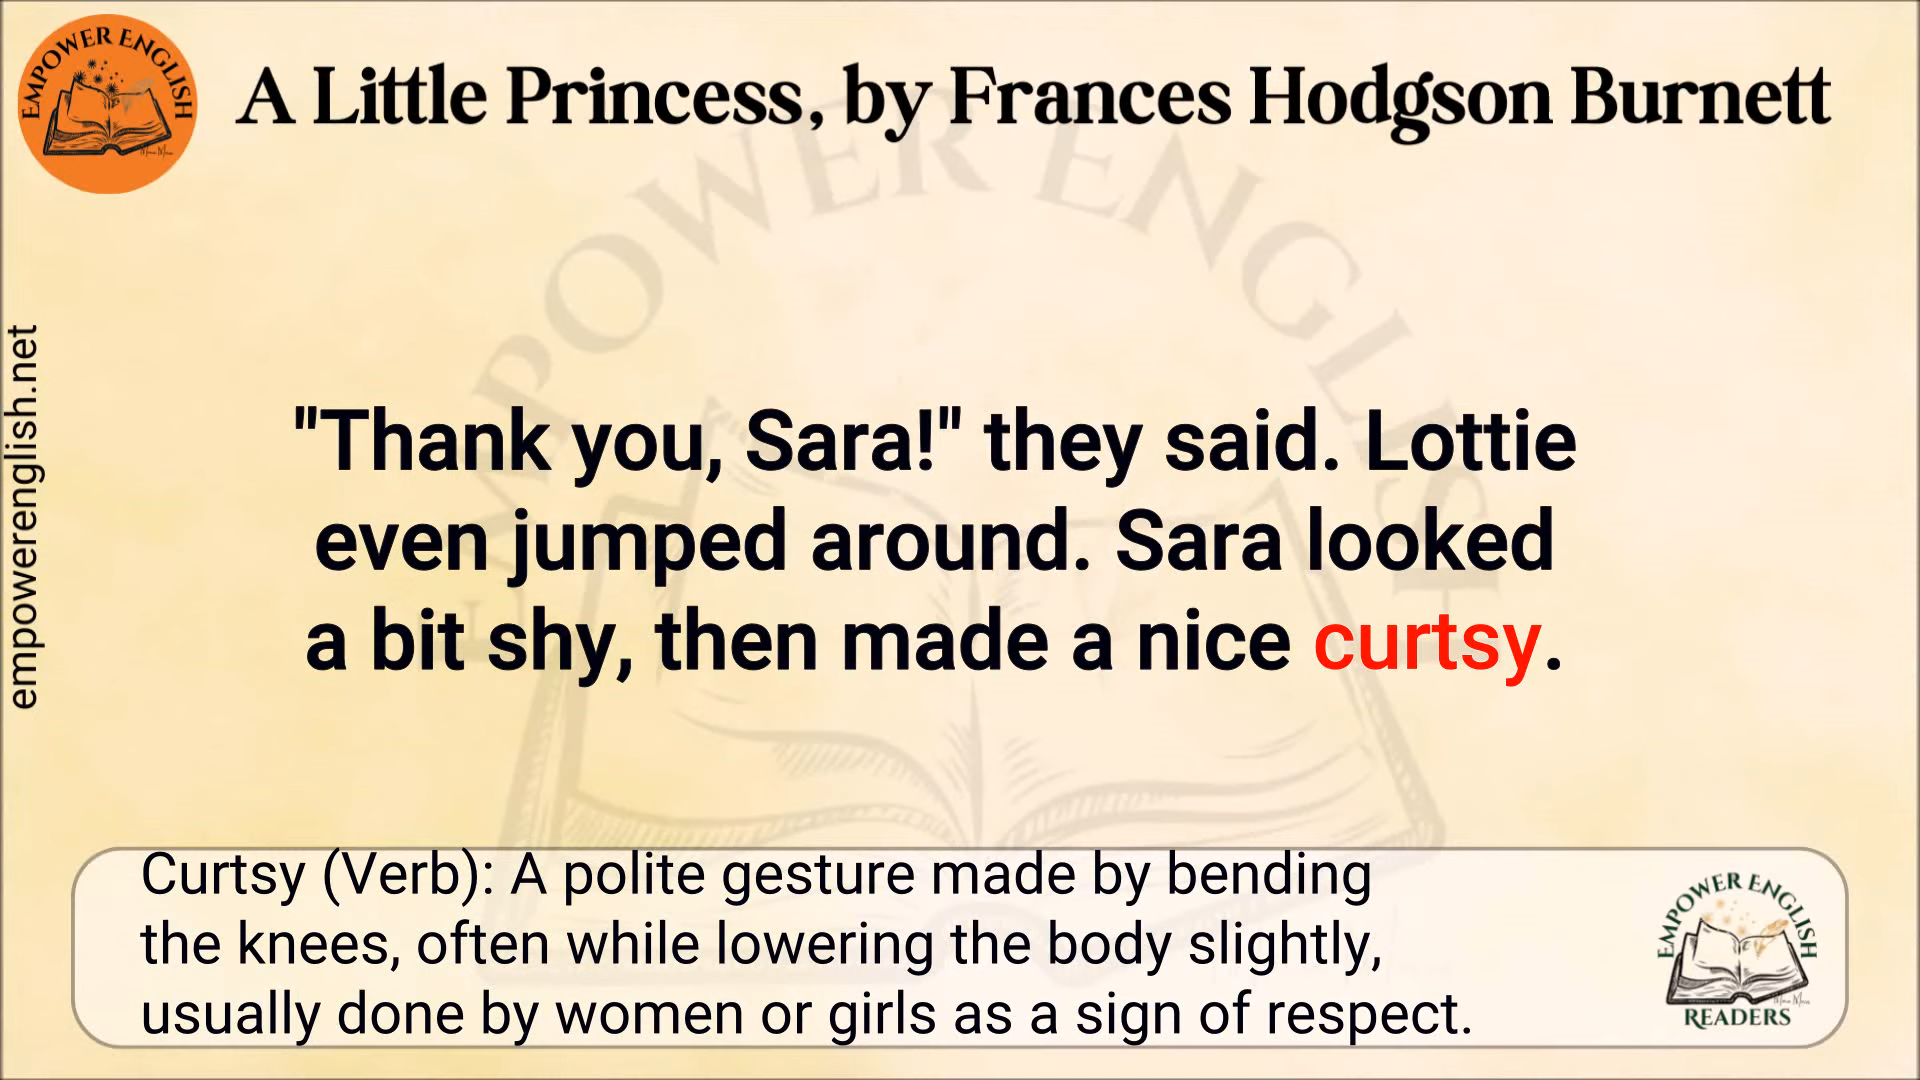 EMPOWER ENGLISH
A Little Princess, by Frances Hodgson Burnett
EMPOWER ENGLISH
empowerenglish.net
"Thank you, Sara!" they said. Lottie
even jumped around. Sara looked
a bit shy, then made a nice curtsy.
Curtsy (Verb): A polite gesture made by bending
the knees, often while lowering the body slightly,
usually done by women or girls as a sign of respect.
EMPOWER ENGLISH
READERS